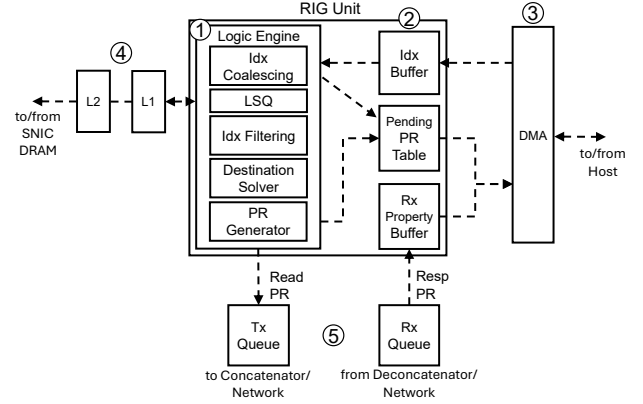 RIG Unit
①
Logic Engine
Idx
Coalescing
LSQ
Idx Filtering
Destination
Solver
PR
Generator
②
Idx
Buffer
Pending
PR
Table
Rx
Property
Buffer
③
DMA
to/from
Host
④
L2
L1
to/from
SNIC
DRAM
Read
PR
Resp
PR
Tx
Queue
⑤
Rx
Queue
to Concatenator/
Network
from Deconcatenator/
Network